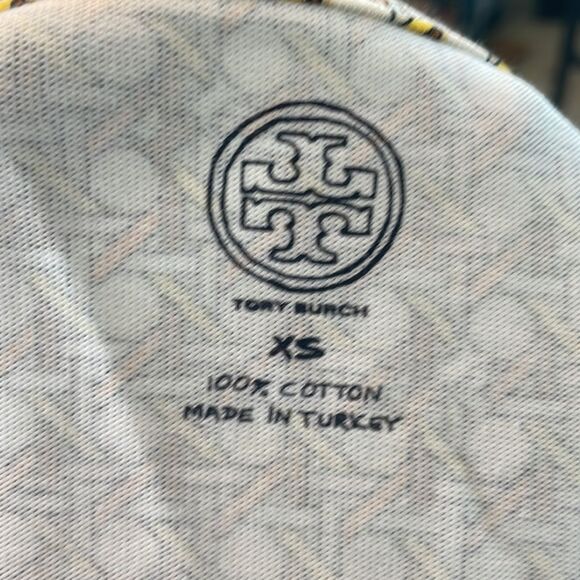 TORY BURCH
XS
100% COTTON
MADE IN TURKEY